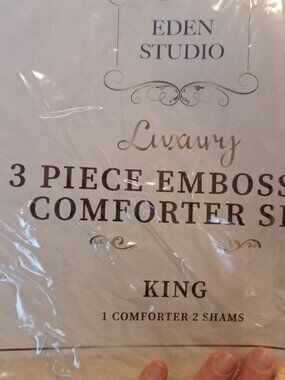 EDEN
STUDIO
Luxury
3 PIECE EMBOSS
COMFORTER S
KING
1 COMFORTER 2 SHAMS